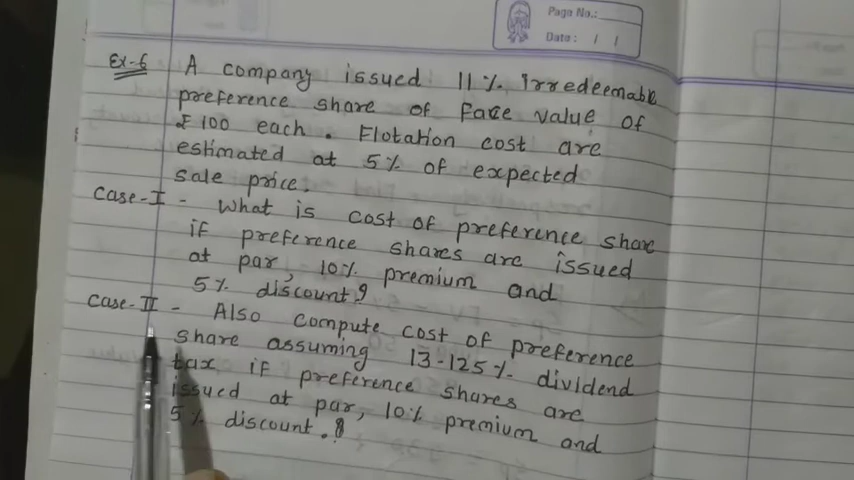 Page No.:
Date: / /
Ex-6 A company issued 11% irredeemable
preference share of Face value of
₹100 each. Flotation cost are
estimated at 5% of expected
sale price.
Case-I - What is cost of preference share
if preference shares are issued
at par, 10% premium and
5% discount?
Case-II - Also compute cost of preference
share assuming 13-125% dividend
tax if preference shares are
issued at par, 10% premium and
5% discount.?